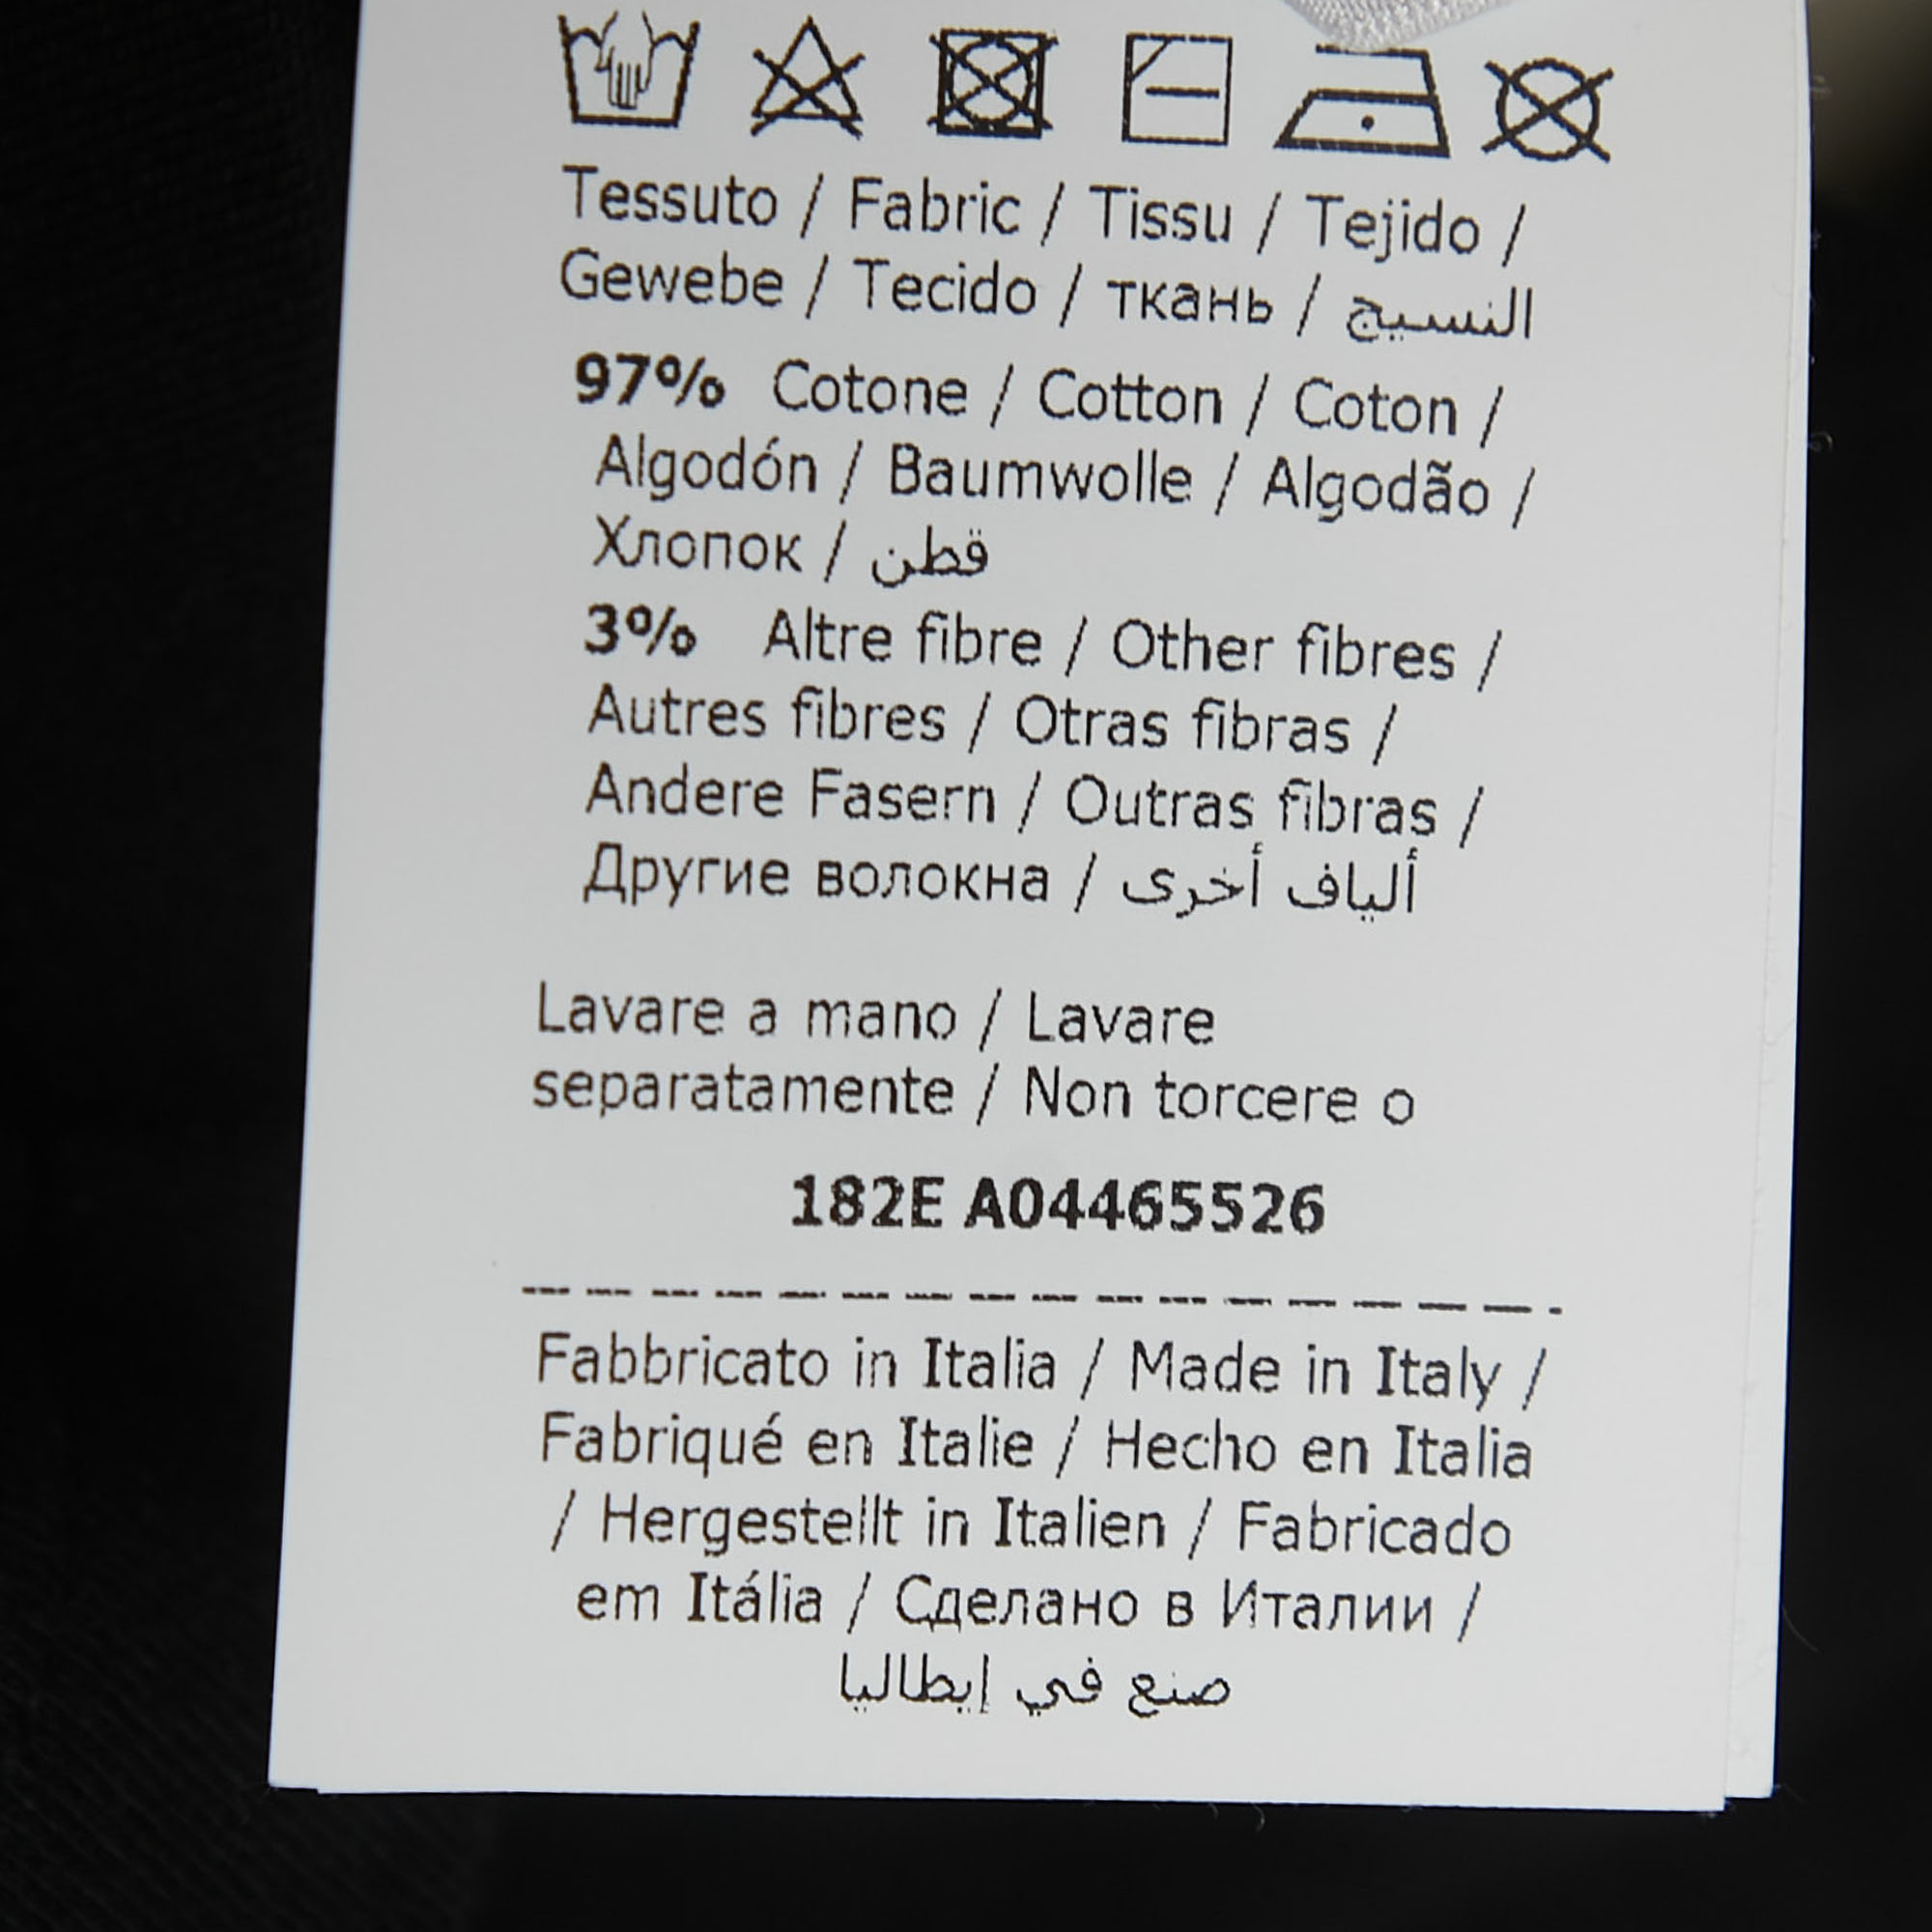 Tessuto / Fabric / Tissu / Tejido /
Gewebe / Tecido / ткань / النسيج
97% Cotone / Cotton / Coton /
Algodón / Baumwolle / Algodão /
Хлопок / قطن
3% Altre fibre / Other fibres /
Autres fibres / Otras fibras /
Andere Fasern / Outras fibras /
Другие волокна / ألياف أخرى
Lavare a mano / Lavare
separatamente / Non torcere o
182E A04465526
Fabbricato in Italia / Made in Italy /
Fabriqué en Italie / Hecho en Italia
/ Hergestellt in Italien / Fabricado
em Itália / Сделано в Италии /
صنع في إيطاليا